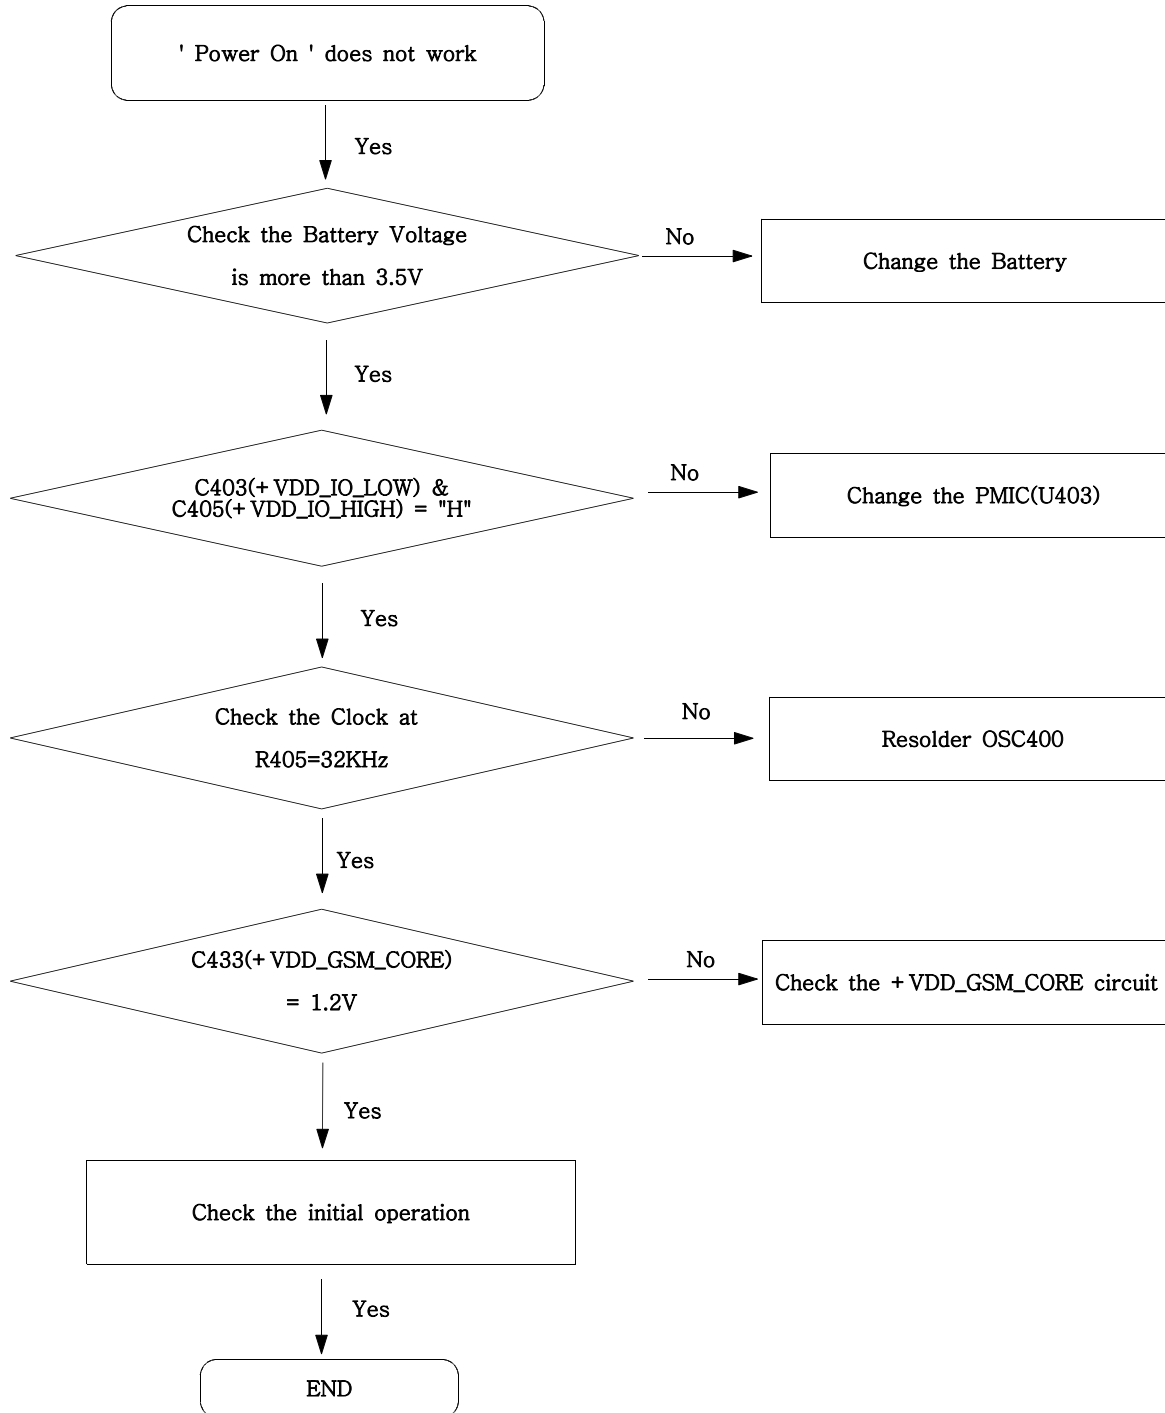 ' Power On ' does not work
Yes
Check the Battery Voltage
is more than 3.5V
No
Change the Battery
Yes
C403(+VDD_IO_LOW) &
C405(+VDD_IO_HIGH) = "H"
No
Change the PMIC(U403)
Yes
Check the Clock at
R405=32KHz
No
Resolder OSC400
Yes
C433(+VDD_GSM_CORE)
= 1.2V
No
Check the +VDD_GSM_CORE circuit
Yes
Check the initial operation
Yes
END